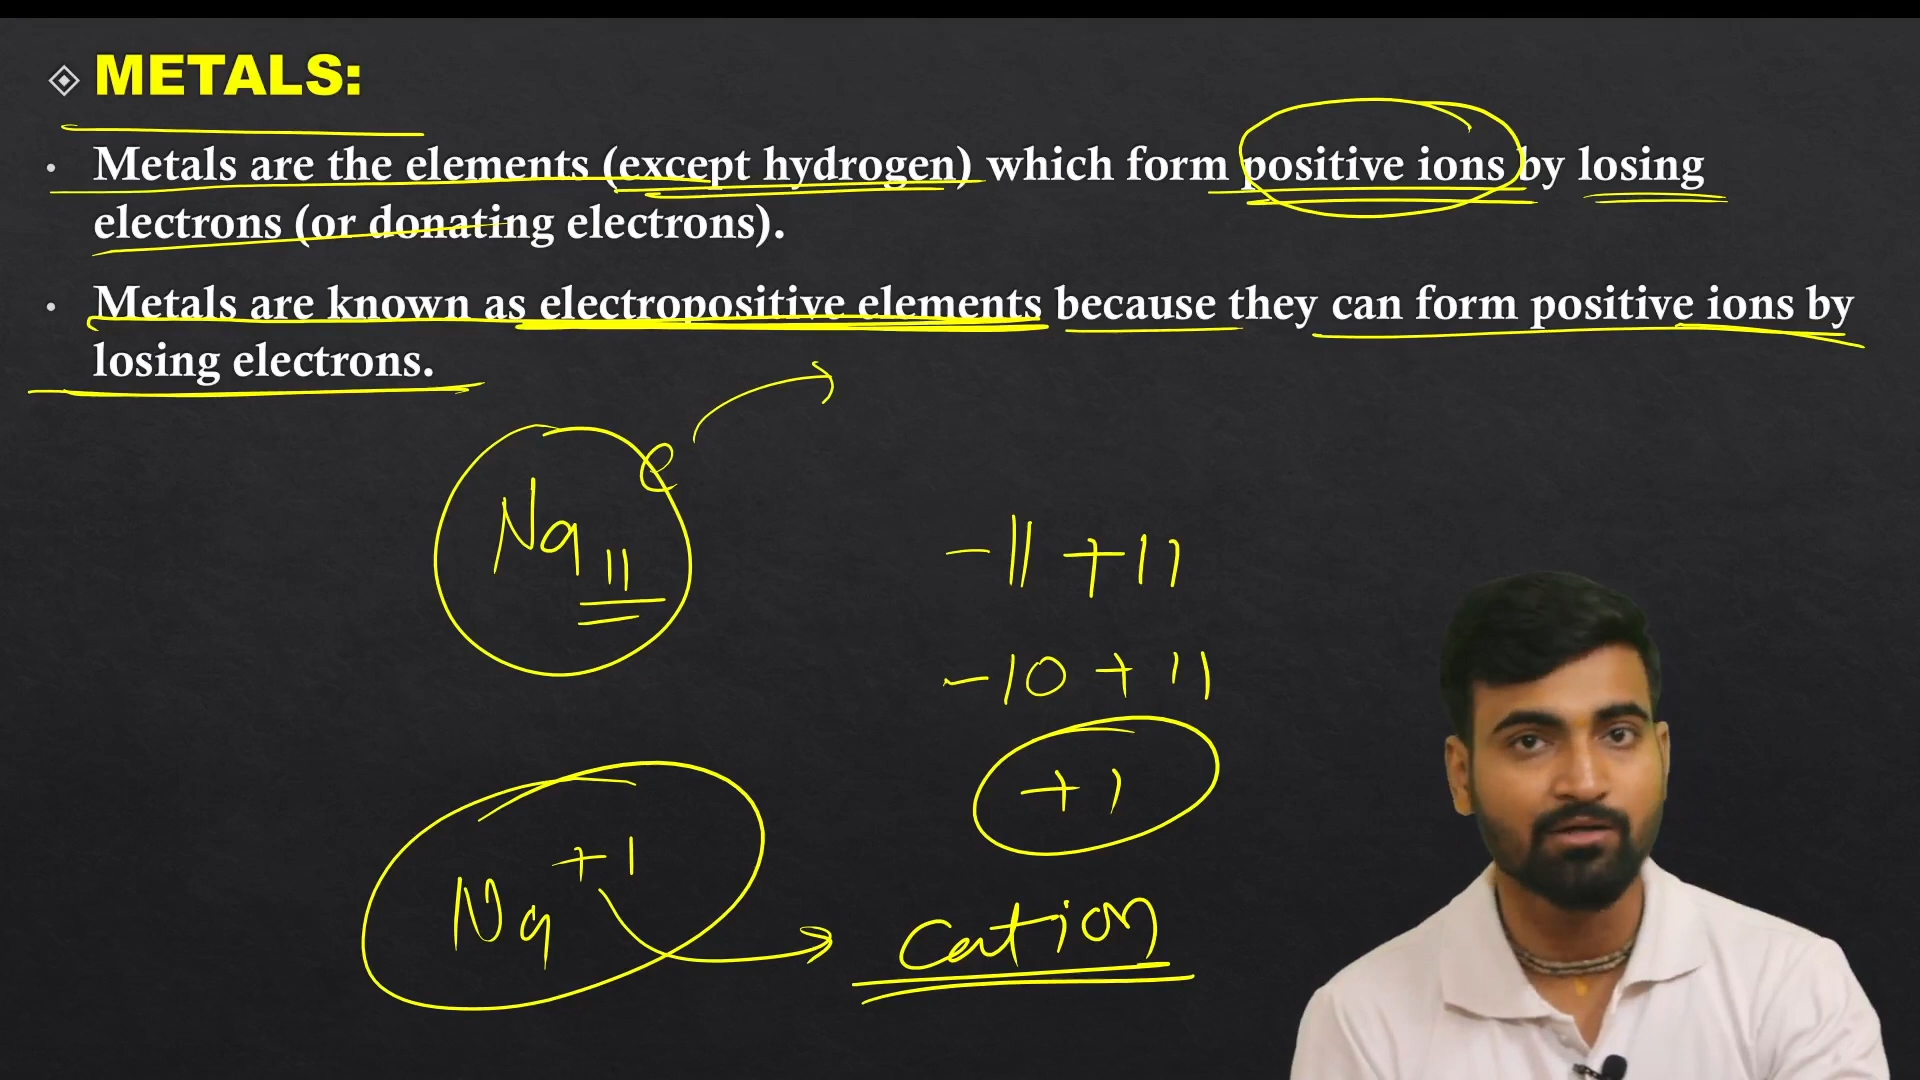 METALS:
Metals are the elements (except hydrogen) which form positive ions by losing
electrons (or donating electrons).
Metals are known as electropositive elements because they can form positive ions by
losing electrons.
e
Na 11
-11 +11
-10 + 11
+1
Na +1
cation